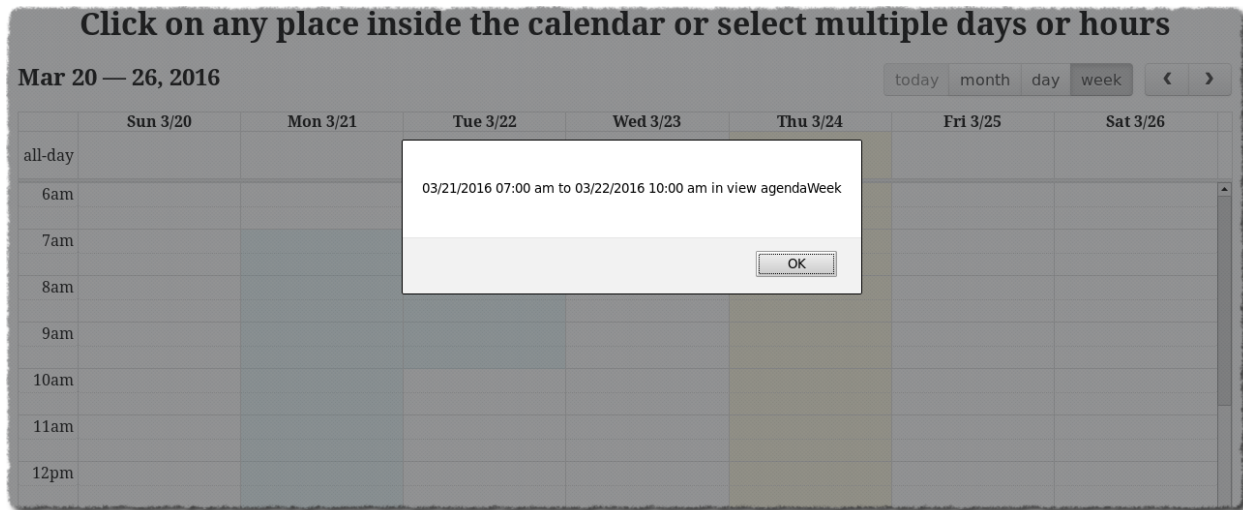 Click on any place inside the calendar or select multiple days or hours
Mar 20 — 26, 2016
today month day week ‹ ›
Sun 3/20 Mon 3/21 Tue 3/22 Wed 3/23 Thu 3/24 Fri 3/25 Sat 3/26
all-day
03/21/2016 07:00 am to 03/22/2016 10:00 am in view agendaWeek
OK
6am
7am
8am
9am
10am
11am
12pm